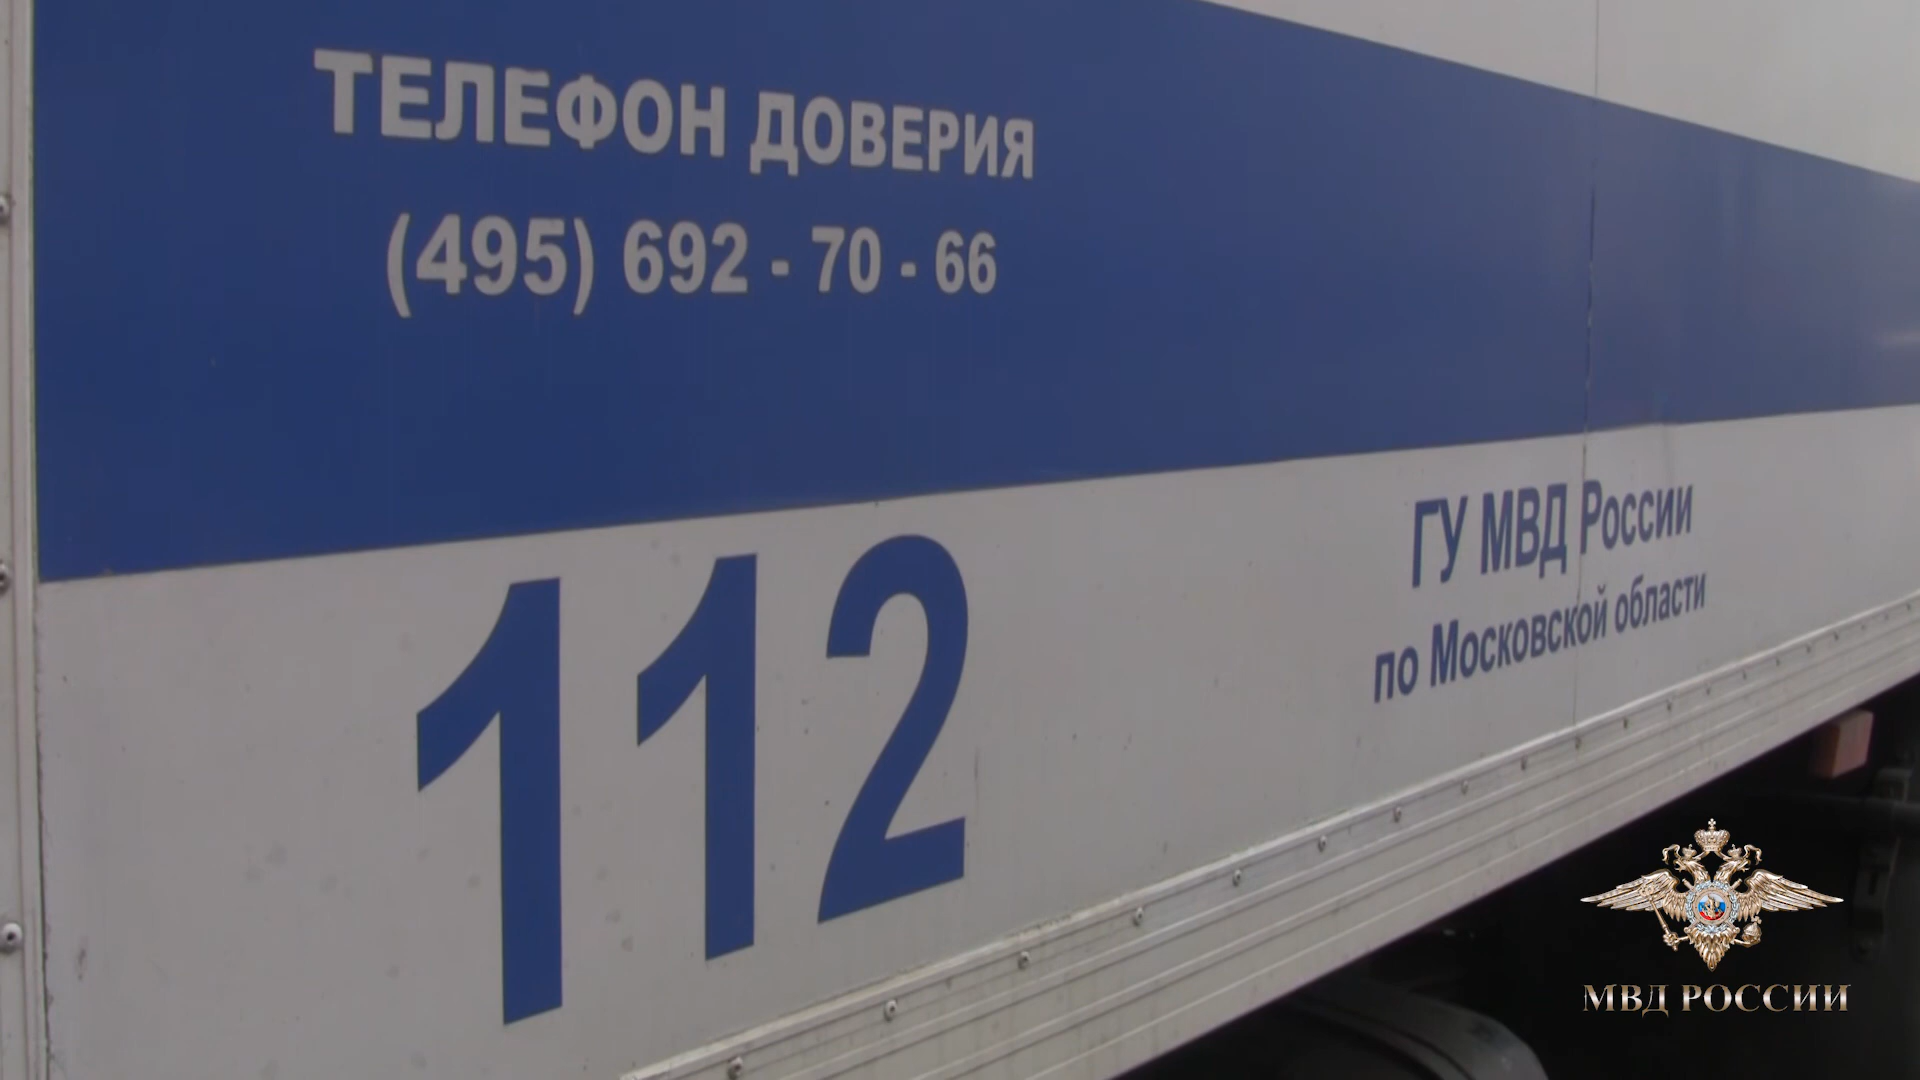 ТЕЛЕФОН ДОВЕРИЯ
(495) 692 - 70 - 66
112
ГУ МВД России
по Московской области
МВД РОССИИ